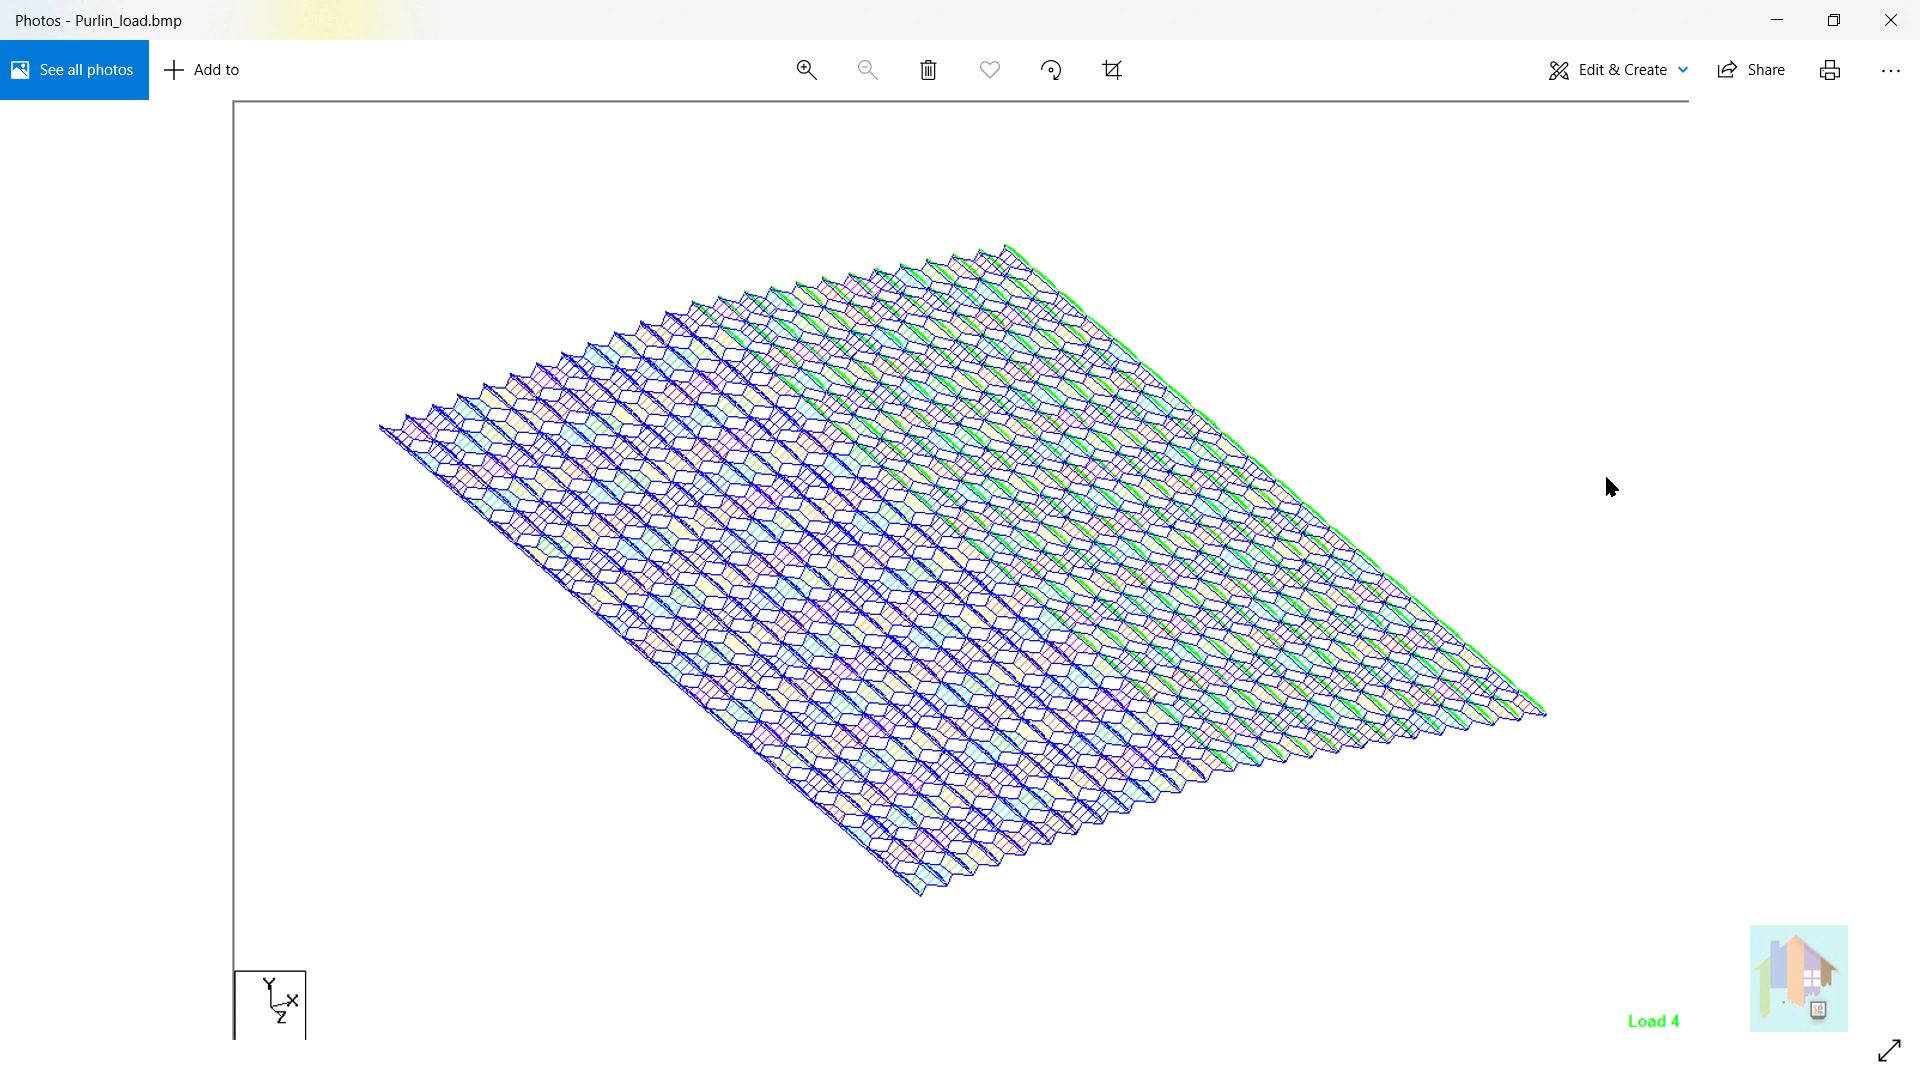 Photos - Purlin_load.bmp
See all photos
Add to
Edit & Create
Share
Y
X
Z
Load 4